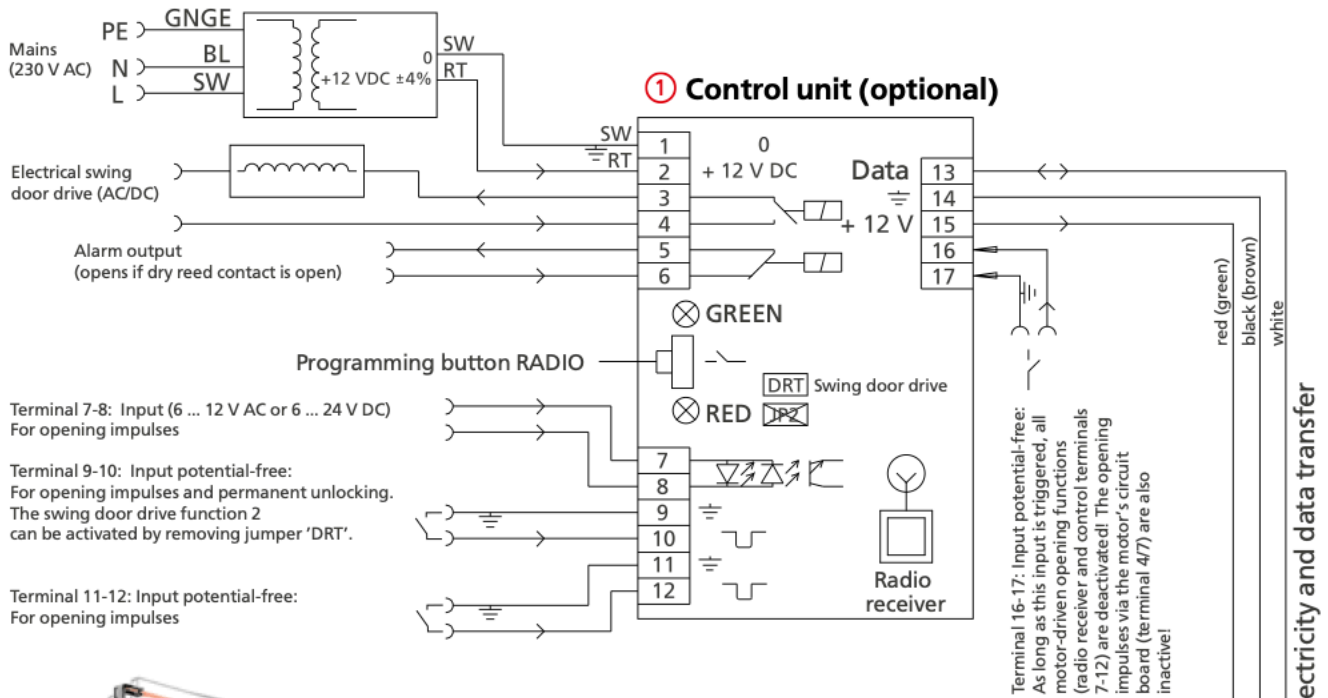 Mains
(230 V AC)
PE
N
L
GNGE
BL
SW
0
+12 VDC ±4%
SW
RT
1 Control unit (optional)
SW
RT
Electrical swing
door drive (AC/DC)
Alarm output
(opens if dry reed contact is open)
1
2
3
4
5
6
0
+ 12 V DC
Data
+ 12 V
13
14
15
16
17
GREEN
Programming button RADIO
DRT Swing door drive
RED JP2
Terminal 7-8: Input (6 ... 12 V AC or 6 ... 24 V DC)
For opening impulses
Terminal 9-10: Input potential-free:
For opening impulses and permanent unlocking.
The swing door drive function 2
can be activated by removing jumper ’DRT’.
Terminal 11-12: Input potential-free:
For opening impulses
7
8
9
10
11
12
Radio
receiver
Terminal 16-17: Input potential-free:
As long as this input is triggered, all
motor-driven opening functions
(radio receiver and control terminals
7-12) are deactivated! The opening
impulses via the motor’s circuit
board (terminal 4/7) are also
inactive!
red (green)
black (brown)
white
ectricity and data transfer